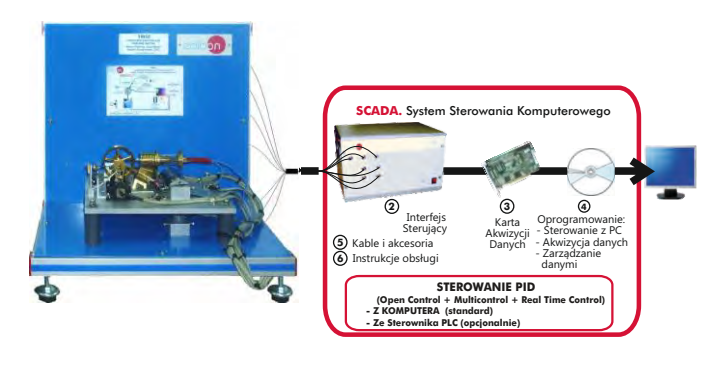 SCADA. System Sterowania Komputerowego
2
Interfejs
Sterujący
5 Kable i akcesoria
6 Instrukcje obsługi
3
Karta
Akwizycji
Danych
4
Oprogramowanie:
- Sterowanie z PC
- Akwizycja danych
- Zarządzanie
danymi
STEROWANIE PID
(Open Control + Multicontrol + Real Time Control)
- Z KOMPUTERA (standard)
- Ze Sterownika PLC (opcjonalnie)